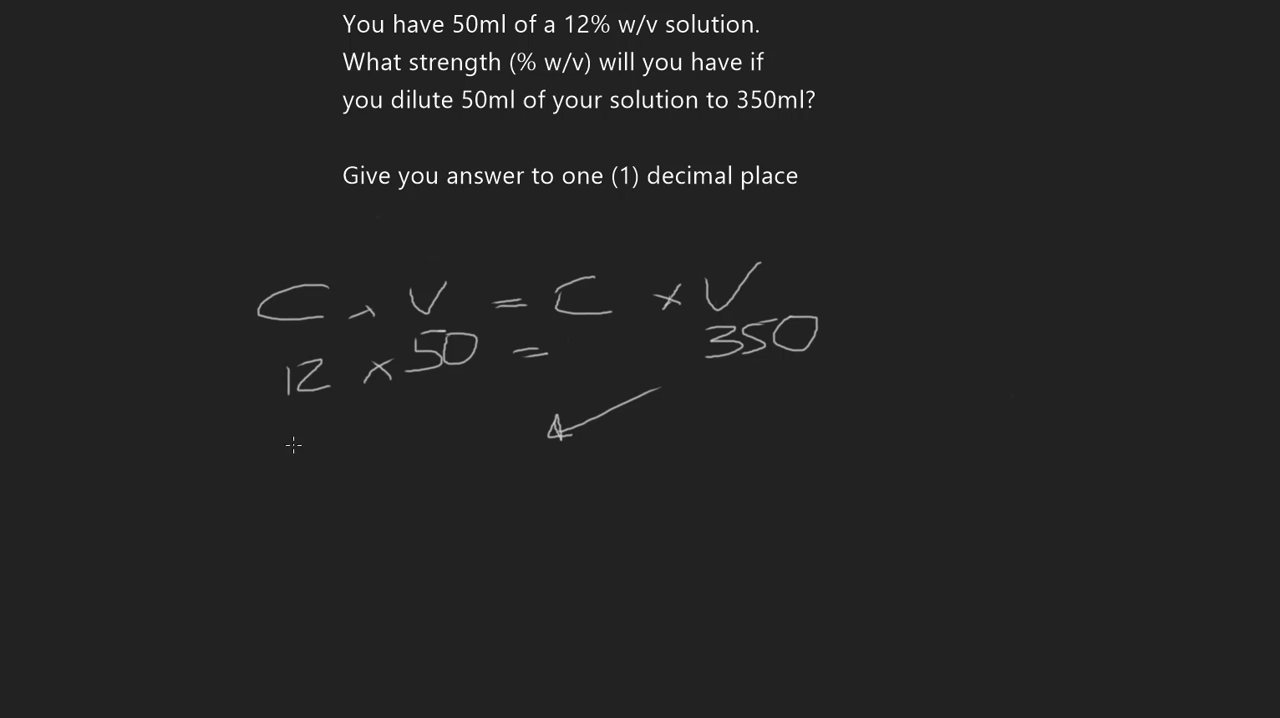 You have 50ml of a 12% w/v solution.
What strength (% w/v) will you have if
you dilute 50ml of your solution to 350ml?
Give you answer to one (1) decimal place
C × V = C × V
12 × 50 = 350